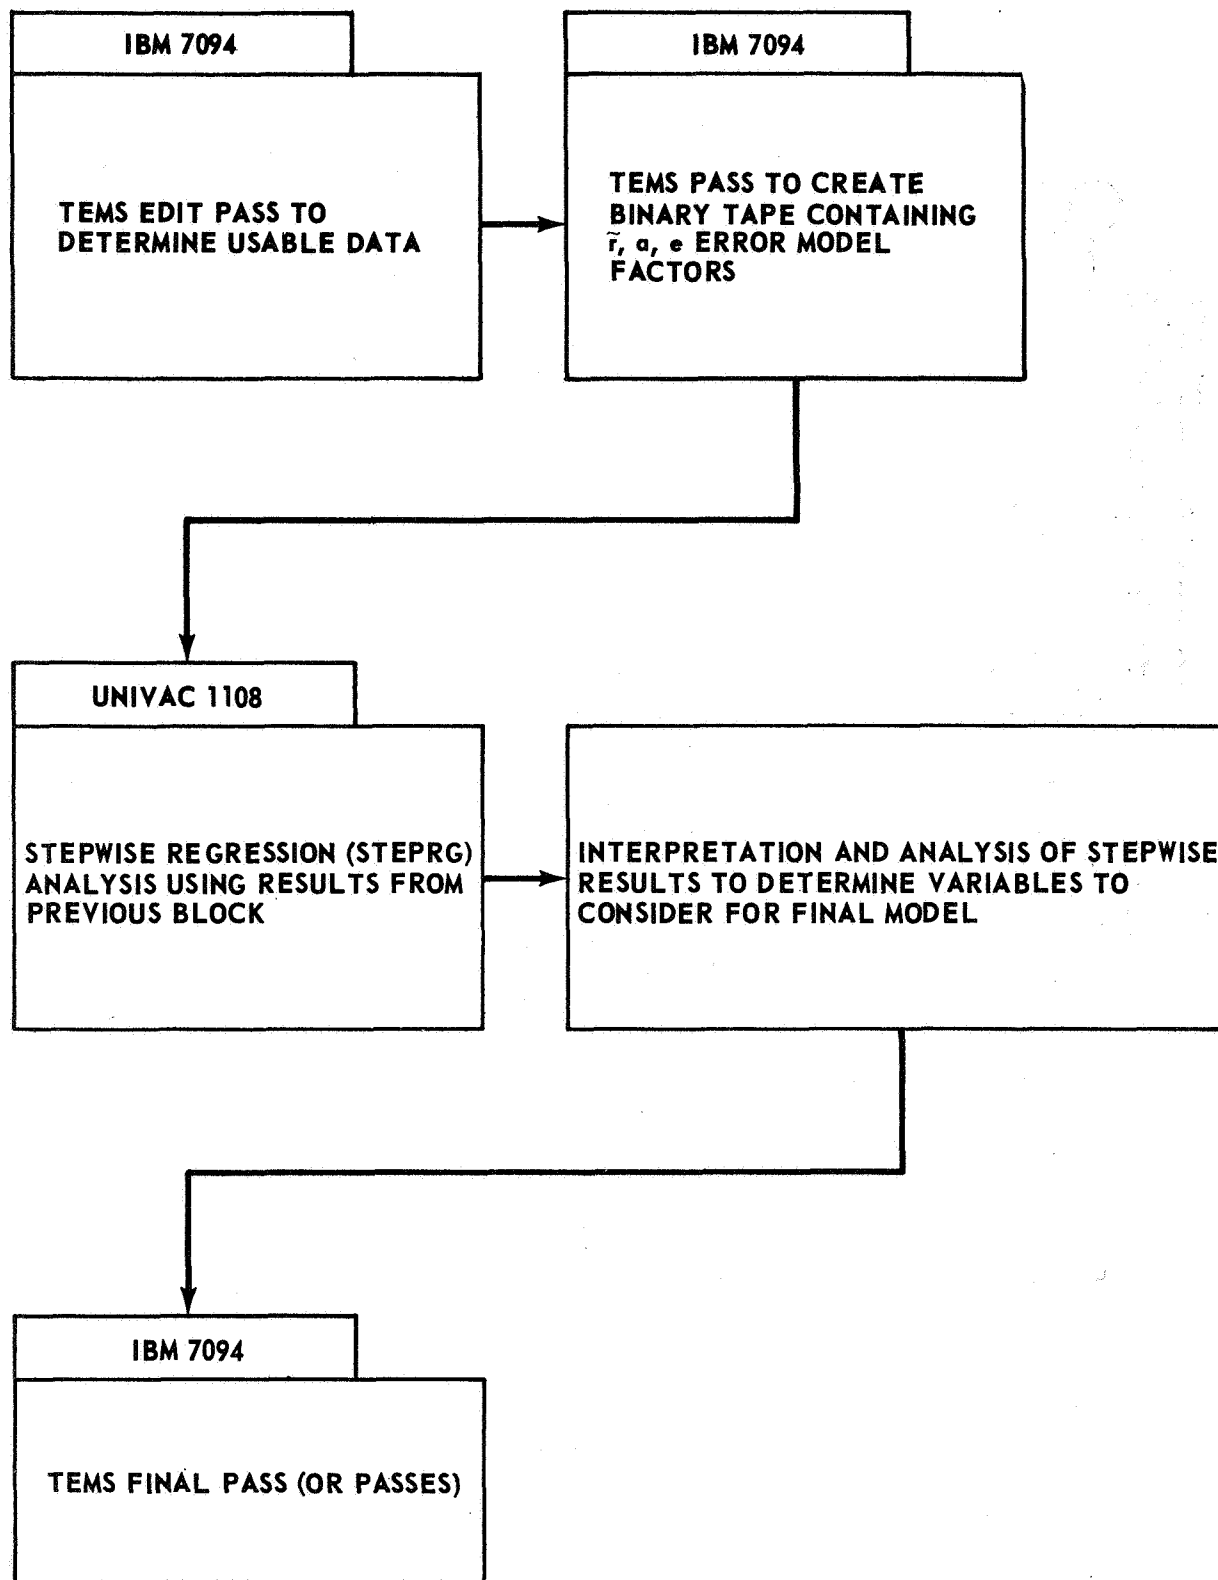 IBM 7094
TEMS EDIT PASS TO
DETERMINE USABLE DATA
IBM 7094
TEMS PASS TO CREATE
BINARY TAPE CONTAINING
r̃, a, e ERROR MODEL
FACTORS
UNIVAC 1108
STEPWISE REGRESSION (STEPRG)
ANALYSIS USING RESULTS FROM
PREVIOUS BLOCK
INTERPRETATION AND ANALYSIS OF STEPWISE
RESULTS TO DETERMINE VARIABLES TO
CONSIDER FOR FINAL MODEL
IBM 7094
TEMS FINAL PASS (OR PASSES)